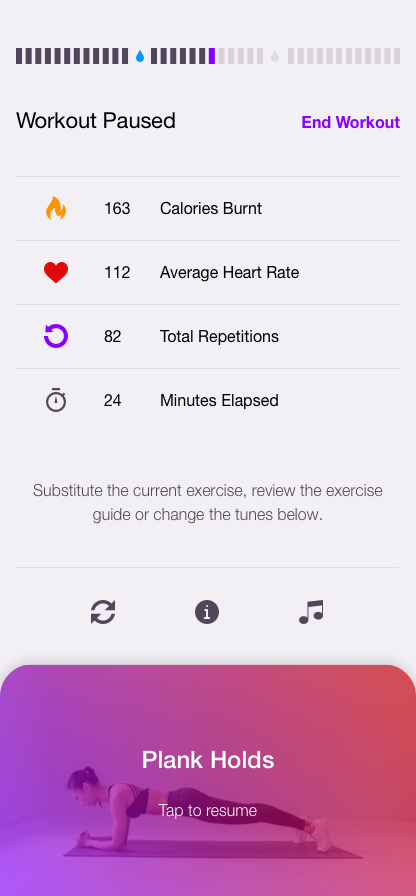 Workout Paused
End Workout
163 Calories Burnt
112 Average Heart Rate
82 Total Repetitions
24 Minutes Elapsed
Substitute the current exercise, review the exercise
guide or change the tunes below.
Plank Holds
Tap to resume